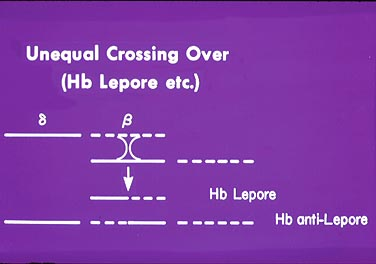 Unequal Crossing Over
(Hb Lepore etc.)
δ β
Hb Lepore
Hb anti-Lepore